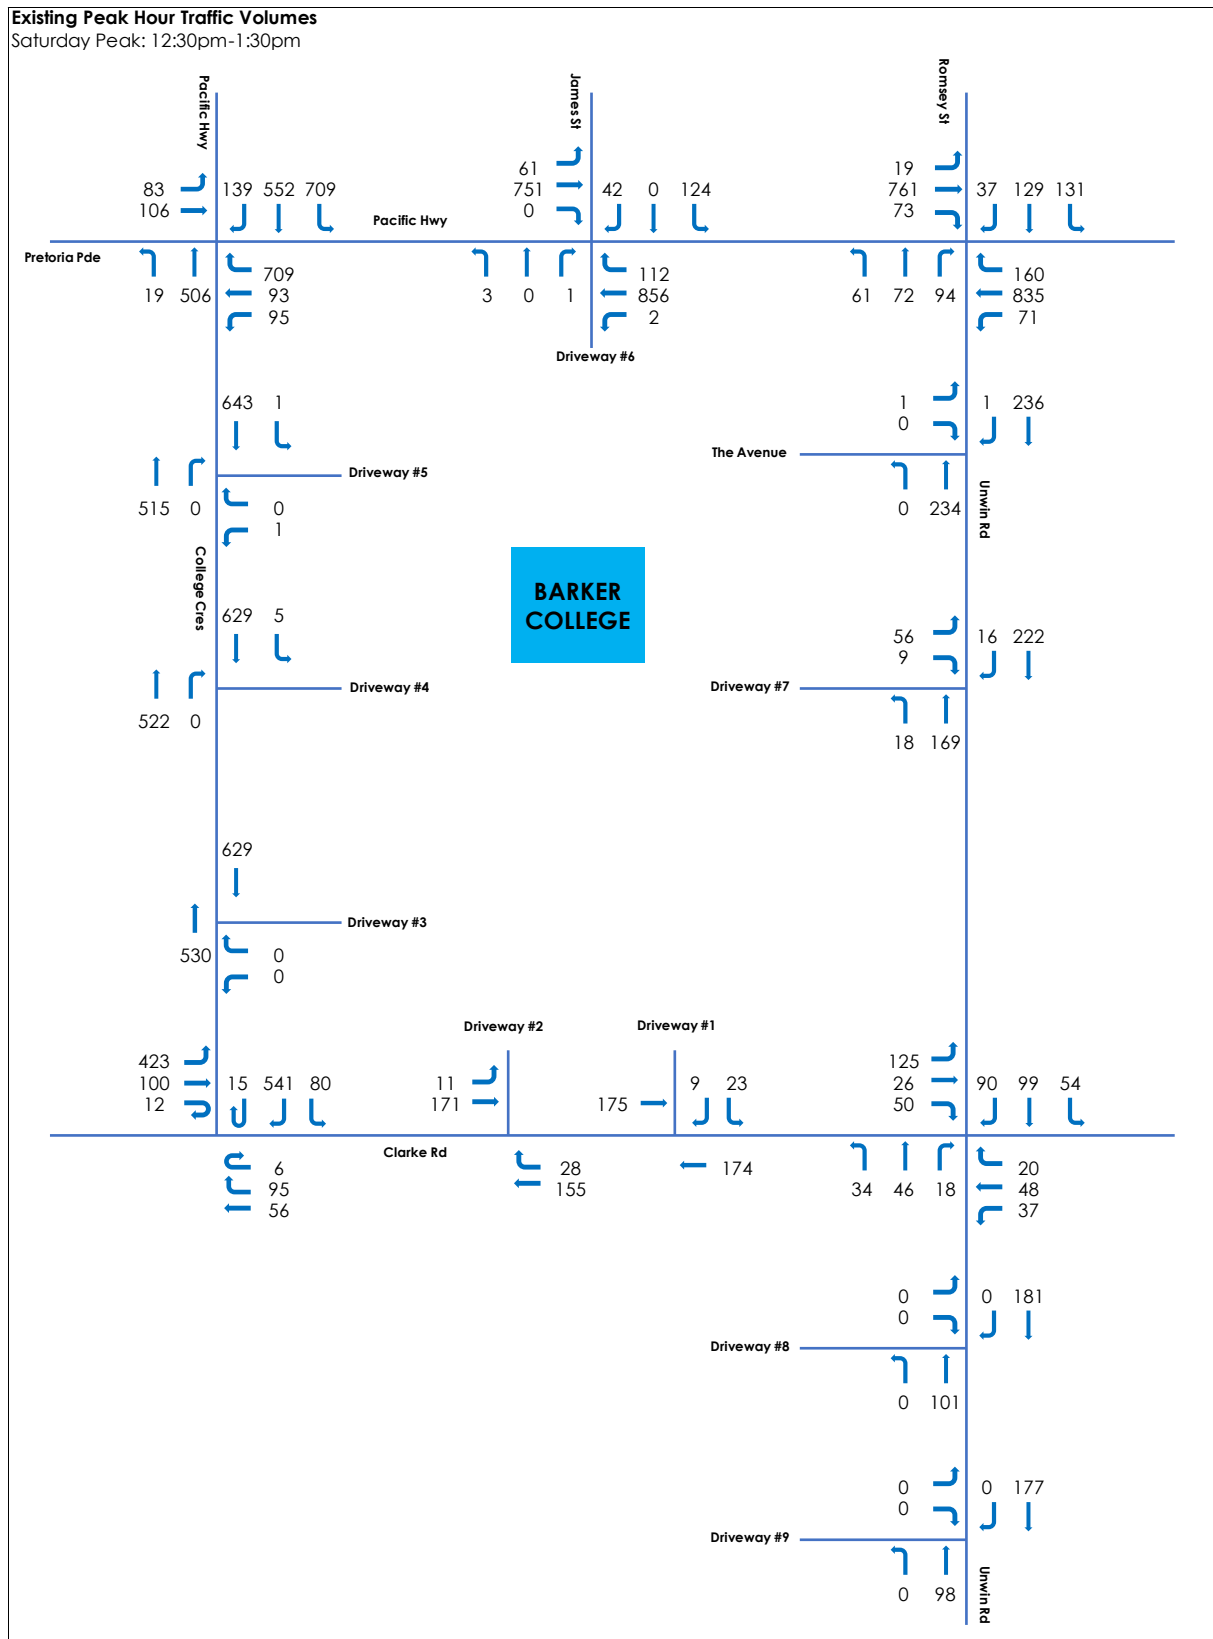 Existing Peak Hour Traffic Volumes
Saturday Peak: 12:30pm-1:30pm
Pacific Hwy
James St
Romsey St
83
106
139 552 709
61
751
0
42 0 124
19
761
73
37 129 131
Pacific Hwy
Pretoria Pde
19 506
709
93
95
3 0 1
112
856
2
61 72 94
160
835
71
Driveway #6
643 1
1
0
1 236
The Avenue
Driveway #5
515 0
0
1
0 234
Unwin Rd
College Cres
BARKER
COLLEGE
629 5
56
9
16 222
Driveway #4
Driveway #7
522 0
18 169
629
Driveway #3
530
0
0
Driveway #2
Driveway #1
423
100
12
15 541 80
11
171
175
9 23
125
26
50
90 99 54
Clarke Rd
6
95
56
28
155
174
34 46 18
20
48
37
0
0
0 181
Driveway #8
0 101
0
0
0 177
Driveway #9
0 98
Unwin Rd